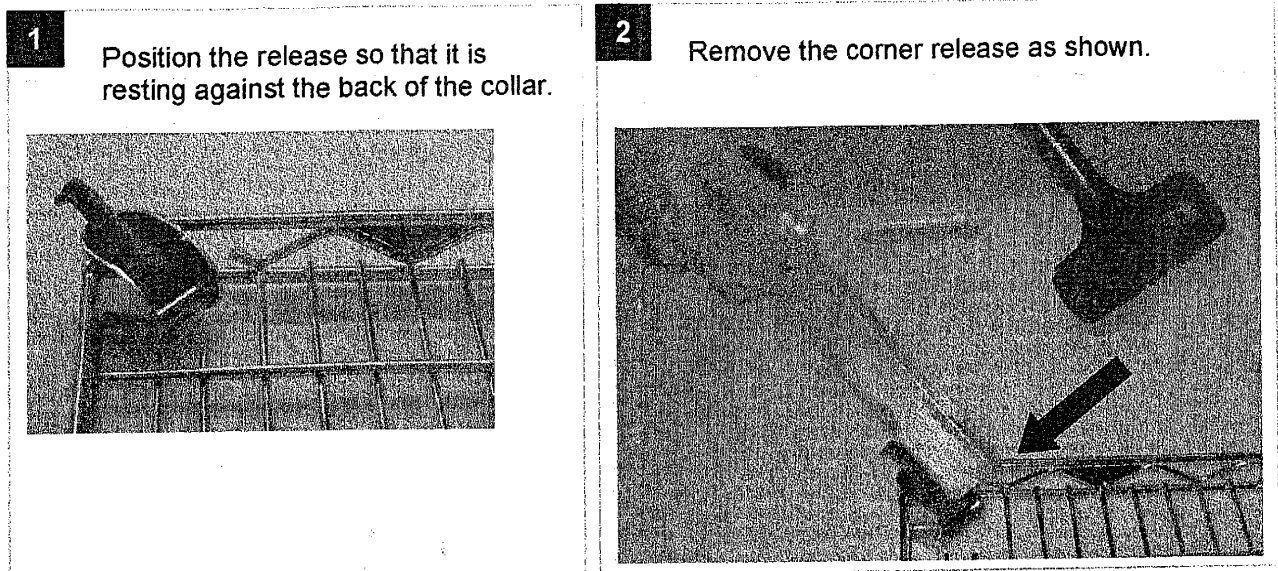 1
Position the release so that it is
resting against the back of the collar.
2
Remove the corner release as shown.